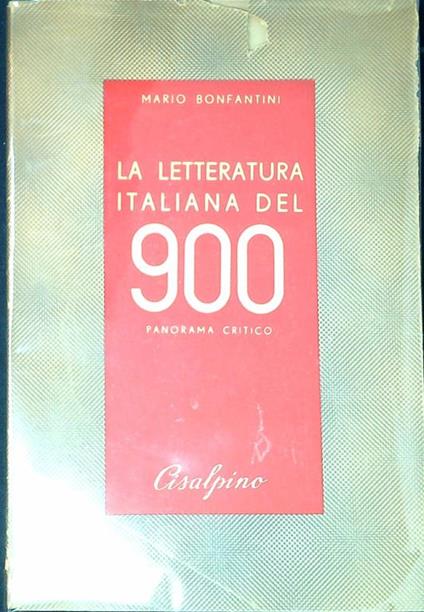 MARIO BONFANTINI
LA LETTERATURA
ITALIANA DEL
900
PANORAMA CRITICO
Cisalpino